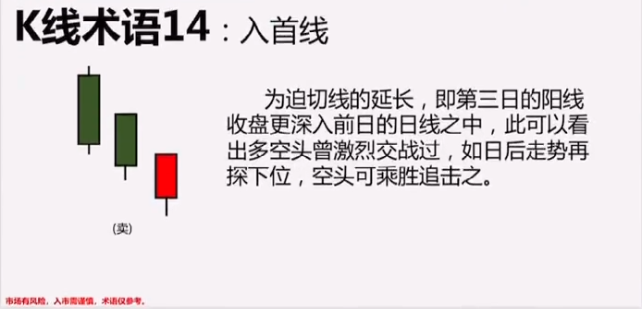 K线术语14：入首线
为迫切线的延长，即第三日的阳线
收盘更深入前日的日线之中，此可以看
出多空头曾激烈交战过，如日后走势再
探下位，空头可乘胜追击之。
(卖)
市场有风险，入市需谨慎，术语仅参考。